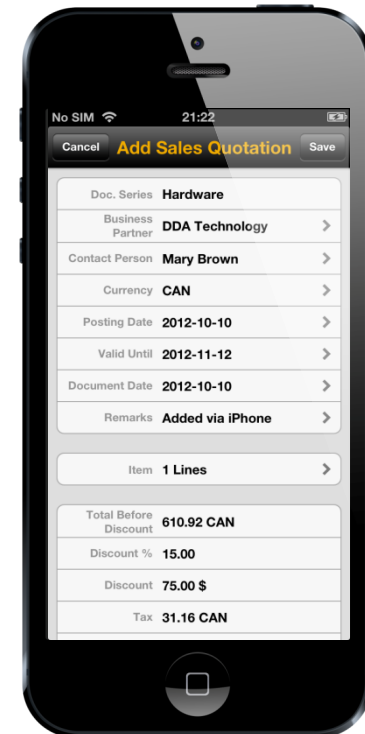 No SIM 21:22
Cancel Add Sales Quotation Save
Doc. Series Hardware
Business
Partner DDA Technology
Contact Person Mary Brown
Currency CAN
Posting Date 2012-10-10
Valid Until 2012-11-12
Document Date 2012-10-10
Remarks Added via iPhone
Item 1 Lines
Total Before
Discount 610.92 CAN
Discount % 15.00
Discount 75.00 $
Tax 31.16 CAN